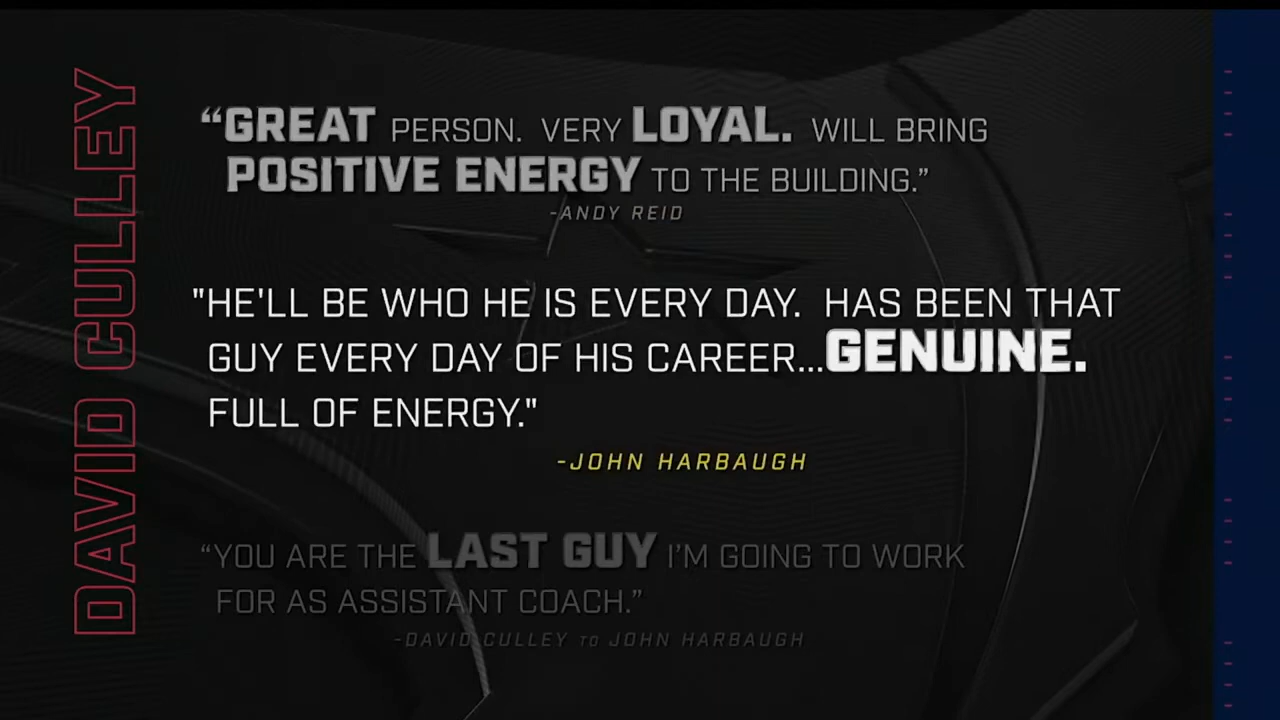 DAVID CULLEY
“GREAT PERSON. VERY LOYAL. WILL BRING
POSITIVE ENERGY TO THE BUILDING.”
-ANDY REID
"HE'LL BE WHO HE IS EVERY DAY. HAS BEEN THAT
GUY EVERY DAY OF HIS CAREER...GENUINE.
FULL OF ENERGY."
-JOHN HARBAUGH
“YOU ARE THE LAST GUY I’M GOING TO WORK
FOR AS ASSISTANT COACH.”
-DAVID CULLEY TO JOHN HARBAUGH